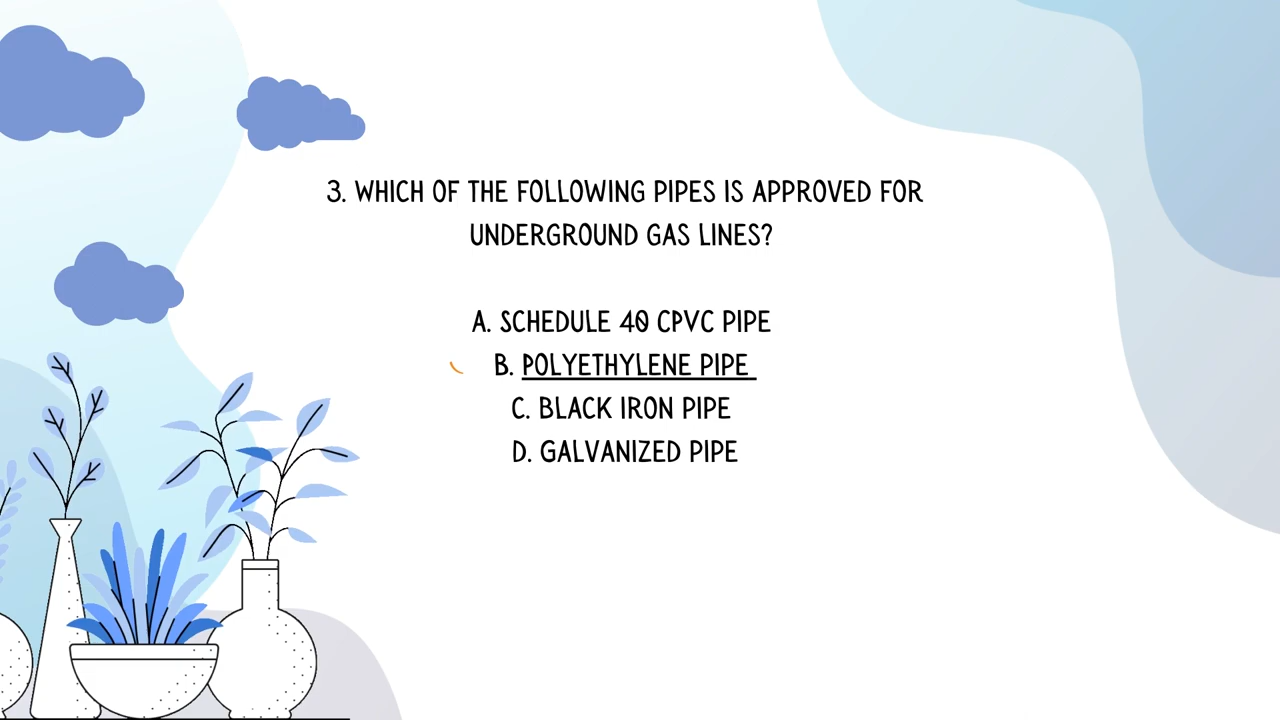 3. WHICH OF THE FOLLOWING PIPES IS APPROVED FOR
UNDERGROUND GAS LINES?
A. SCHEDULE 40 CPVC PIPE
B. POLYETHYLENE PIPE
C. BLACK IRON PIPE
D. GALVANIZED PIPE